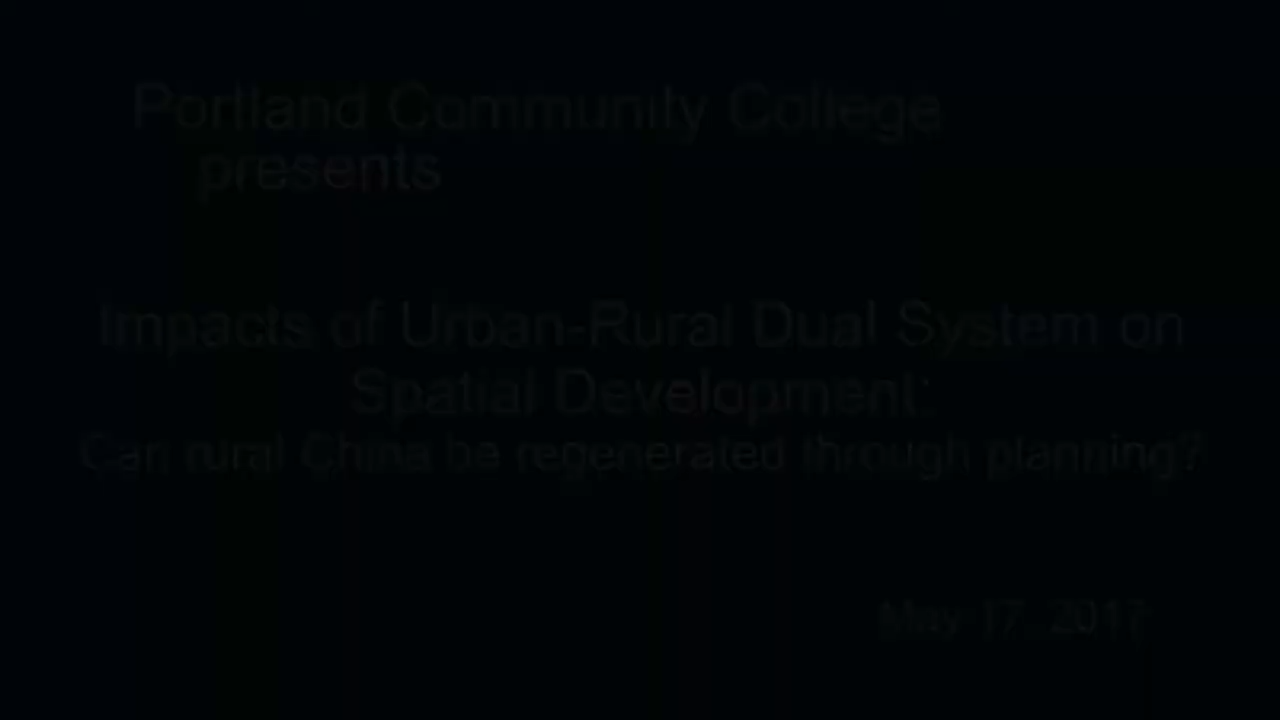 Portland Community College
presents
Impacts of Urban-Rural Dual System on
Spatial Development:
Can rural China be regenerated through planning?
May 17, 2017